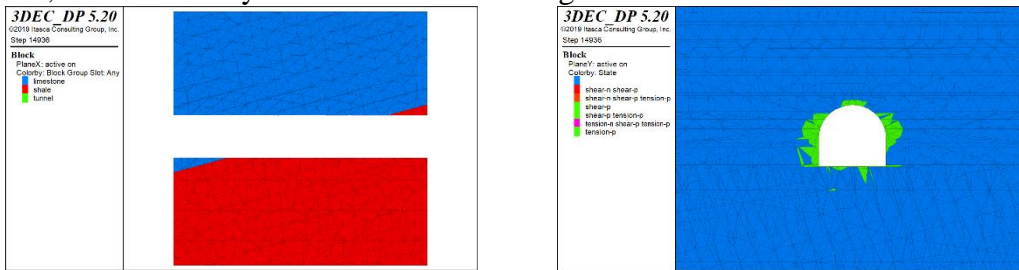 3DEC_DP 5.20
©2019 Itasca Consulting Group, Inc.
Step 14936
Block
PlaneX: active on
Colorby: Block Group Slot: Any
limestone
shale
tunnel
3DEC_DP 5.20
©2019 Itasca Consulting Group, Inc.
Step 14936
Block
PlaneY: active on
Colorby: State
shear-n shear-p
shear-n shear-p tension-p
shear-p
shear-p tension-p
tension-n shear-p tension-p
tension-p